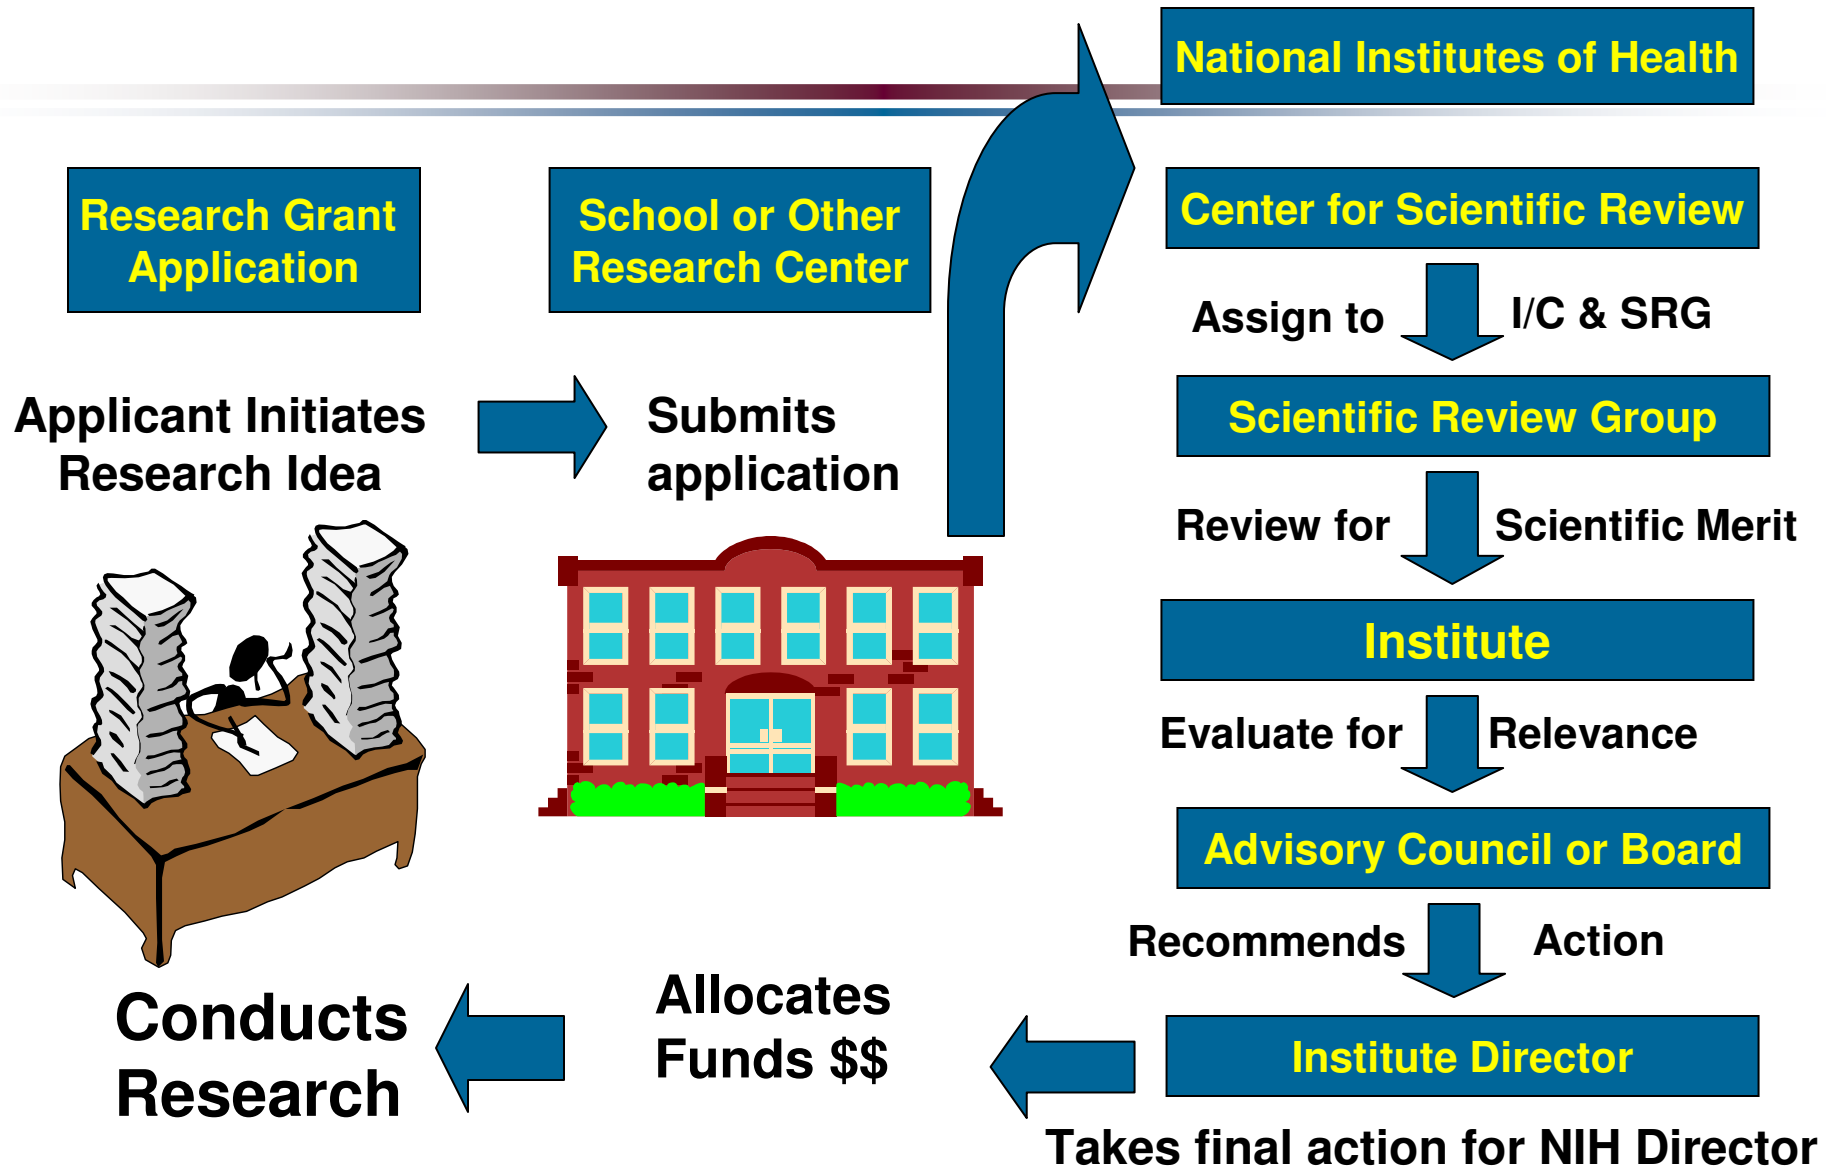 National Institutes of Health
Research Grant
Application
School or Other
Research Center
Center for Scientific Review
Assign to I/C & SRG
Applicant Initiates
Research Idea
Submits
application
Scientific Review Group
Review for Scientific Merit
Institute
Evaluate for Relevance
Advisory Council or Board
Recommends Action
Institute Director
Takes final action for NIH Director
Allocates
Funds $$
Conducts
Research